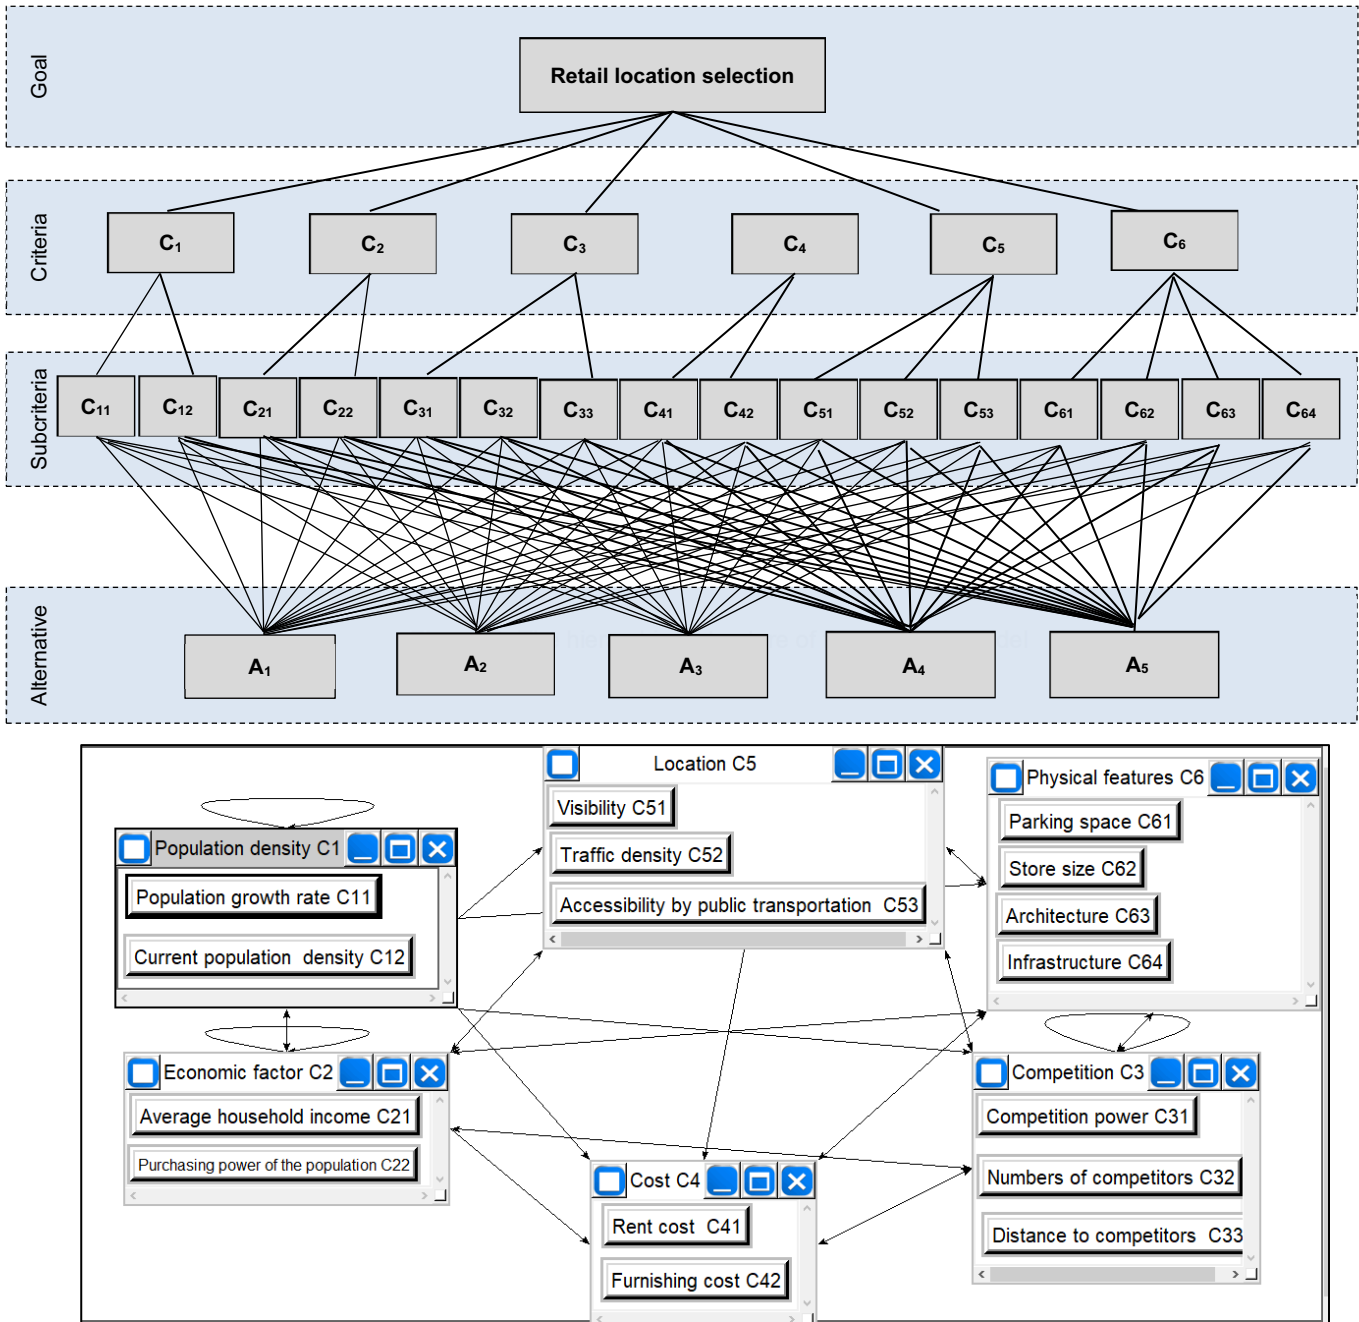 Goal
Retail location selection
Criteria
C1 C2 C3 C4 C5 C6
Subcriteria
C11 C12 C21 C22 C31 C32 C33 C41 C42 C51 C52 C53 C61 C62 C63 C64
Alternative
A1 A2 A3 A4 A5
Location C5
Visibility C51
Traffic density C52
Accessibility by public transportation C53
Physical features C6
Parking space C61
Store size C62
Architecture C63
Infrastructure C64
Population density C1
Population growth rate C11
Current population density C12
Economic factor C2
Average household income C21
Purchasing power of the population C22
Competition C3
Competition power C31
Numbers of competitors C32
Distance to competitors C33
Cost C4
Rent cost C41
Furnishing cost C42